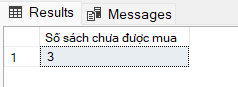 Results Messages
Số sách chưa được mua
1 3